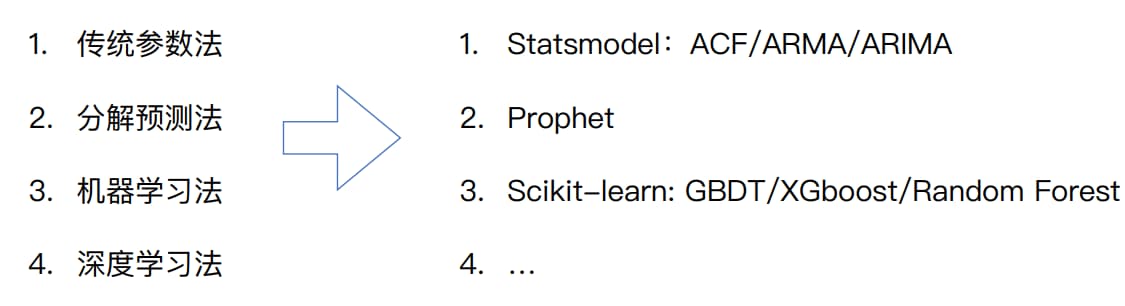 1. 传统参数法
2. 分解预测法
3. 机器学习法
4. 深度学习法
1. Statsmodel：ACF/ARMA/ARIMA
2. Prophet
3. Scikit-learn: GBDT/XGboost/Random Forest
4. ...